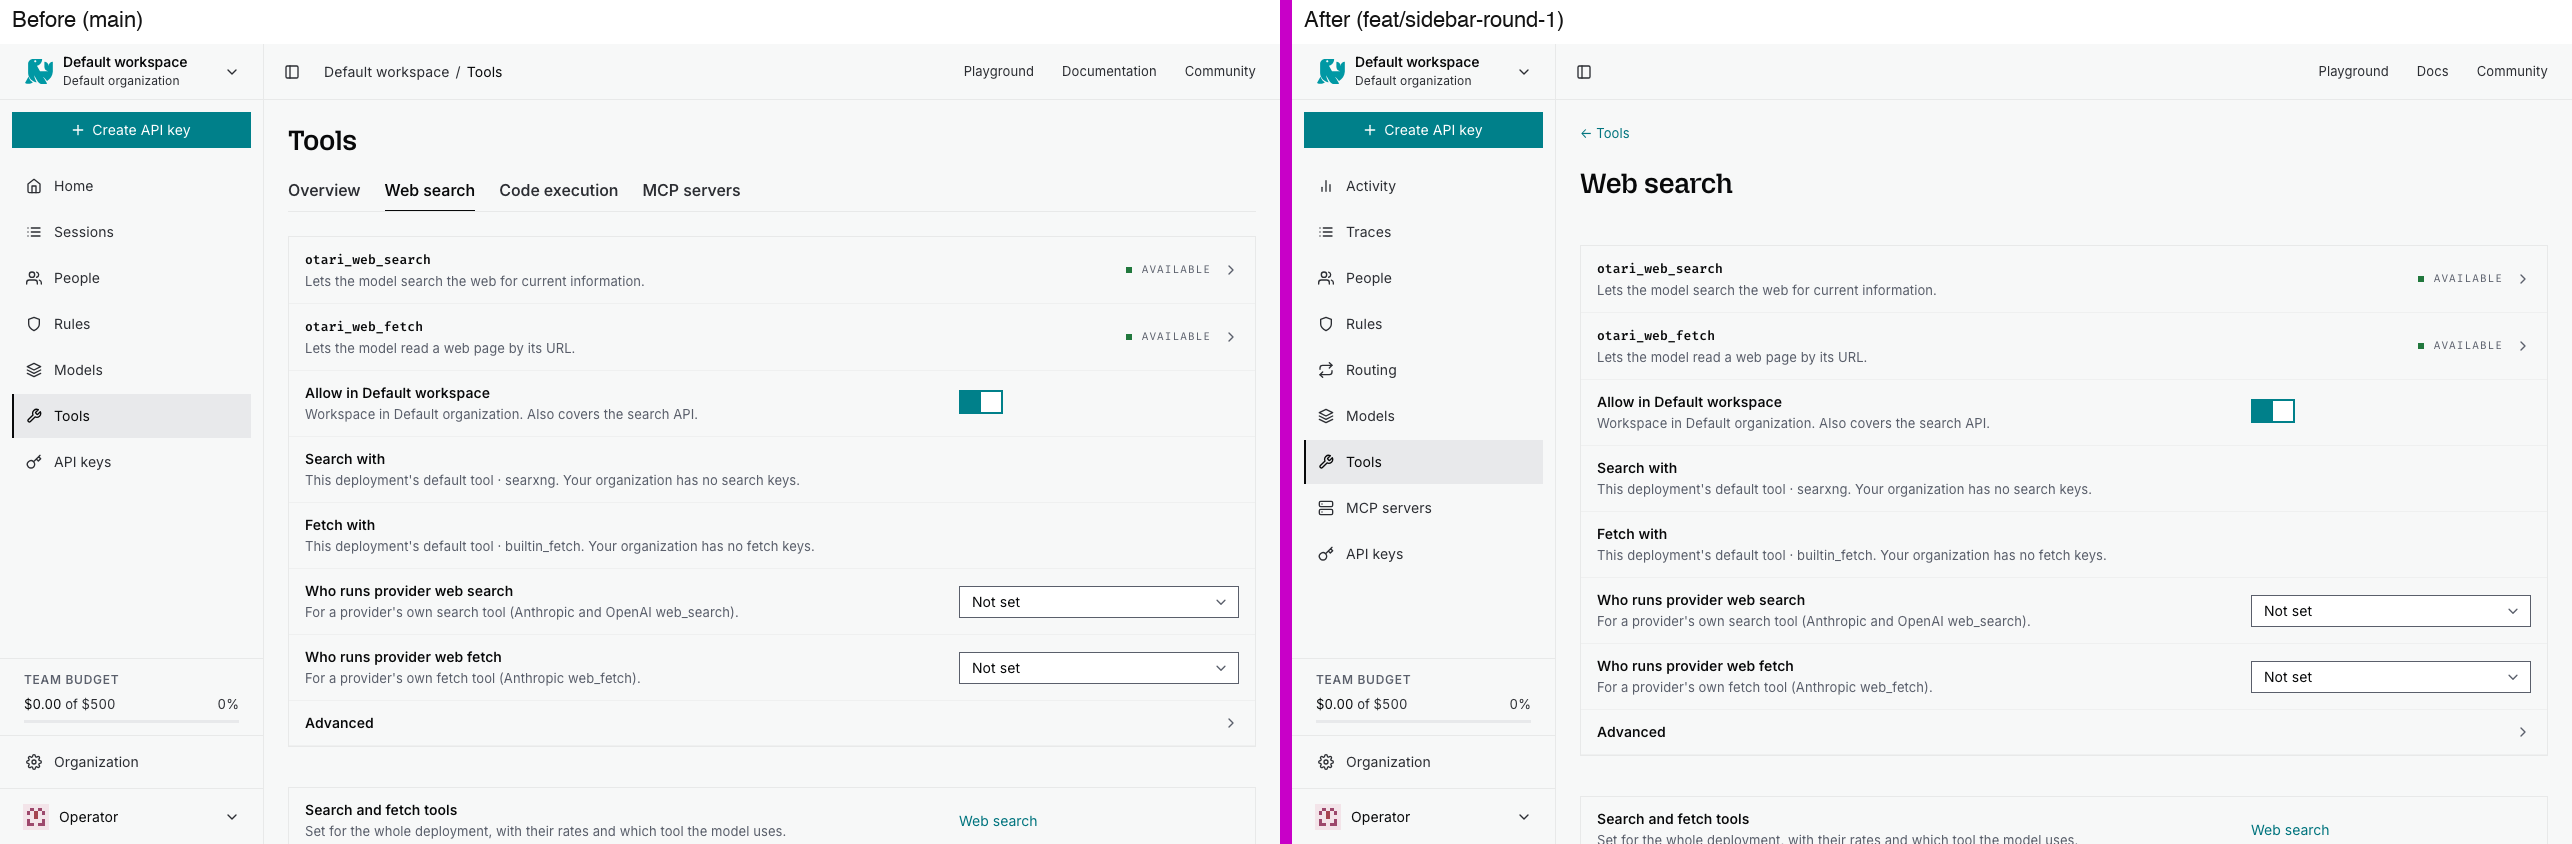 Before (main)
Default workspace
Default organization
Default workspace / Tools
Playground
Documentation
Community
+ Create API key
Home
Sessions
People
Rules
Models
Tools
API keys
TEAM BUDGET
$0.00 of $500
0%
Organization
Operator
Tools
Overview
Web search
Code execution
MCP servers
otari_web_search
Lets the model search the web for current information.
AVAILABLE
otari_web_fetch
Lets the model read a web page by its URL.
AVAILABLE
Allow in Default workspace
Workspace in Default organization. Also covers the search API.
Search with
This deployment's default tool · searxng. Your organization has no search keys.
Fetch with
This deployment's default tool · builtin_fetch. Your organization has no fetch keys.
Who runs provider web search
For a provider's own search tool (Anthropic and OpenAI web_search).
Not set
Who runs provider web fetch
For a provider's own fetch tool (Anthropic web_fetch).
Not set
Advanced
Search and fetch tools
Set for the whole deployment, with their rates and which tool the model uses.
Web search
After (feat/sidebar-round-1)
Default workspace
Default organization
Playground
Docs
Community
+ Create API key
Activity
Traces
People
Rules
Routing
Models
Tools
MCP servers
API keys
TEAM BUDGET
$0.00 of $500
0%
Organization
Operator
← Tools
Web search
otari_web_search
Lets the model search the web for current information.
AVAILABLE
otari_web_fetch
Lets the model read a web page by its URL.
AVAILABLE
Allow in Default workspace
Workspace in Default organization. Also covers the search API.
Search with
This deployment's default tool · searxng. Your organization has no search keys.
Fetch with
This deployment's default tool · builtin_fetch. Your organization has no fetch keys.
Who runs provider web search
For a provider's own search tool (Anthropic and OpenAI web_search).
Not set
Who runs provider web fetch
For a provider's own fetch tool (Anthropic web_fetch).
Not set
Advanced
Search and fetch tools
Set for the whole deployment, with their rates and which tool the model uses.
Web search